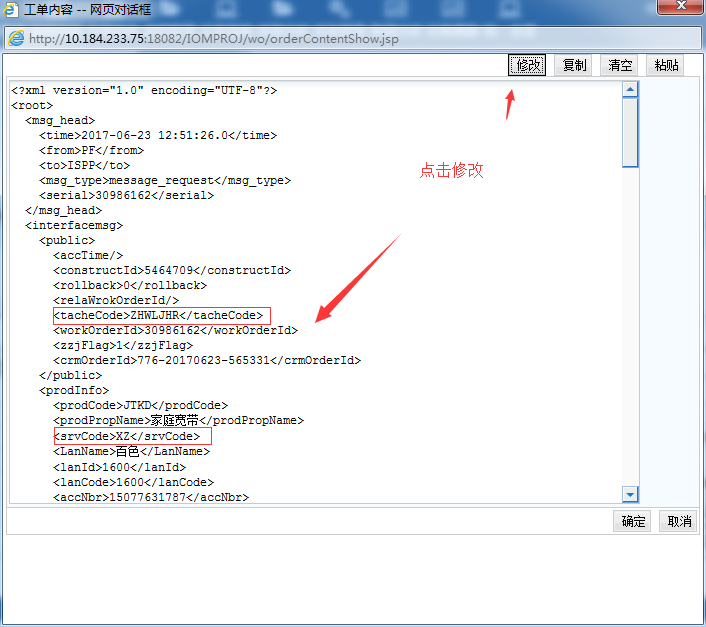 工单内容 -- 网页对话框
http://10.184.233.75:18082/IOMPROJ/wo/orderContentShow.jsp
修改 复制 清空 粘贴
<?xml version="1.0" encoding="UTF-8"?>
<root>
<msg_head>
<time>2017-06-23 12:51:26.0</time>
<from>PF</from>
<to>ISPP</to>
点击修改
<msg_type>message_request</msg_type>
<serial>30986162</serial>
</msg_head>
<interfacemsg>
<public>
<accTime/>
<constructId>5464709</constructId>
<rollback>0</rollback>
<relaWrokOrderId/>
<tacheCode>ZHWLJHR</tacheCode>
<workOrderId>30986162</workOrderId>
<zzjFlag>1</zzjFlag>
<crmOrderId>776-20170623-565331</crmOrderId>
</public>
<prodInfo>
<prodCode>JTKD</prodCode>
<prodPropName>家庭宽带</prodPropName>
<srvCode>XZ</srvCode>
<LanName>百色</LanName>
<lanId>1600</lanId>
<lanCode>1600</lanCode>
<accNbr>15077631787</accNbr>
确定 取消